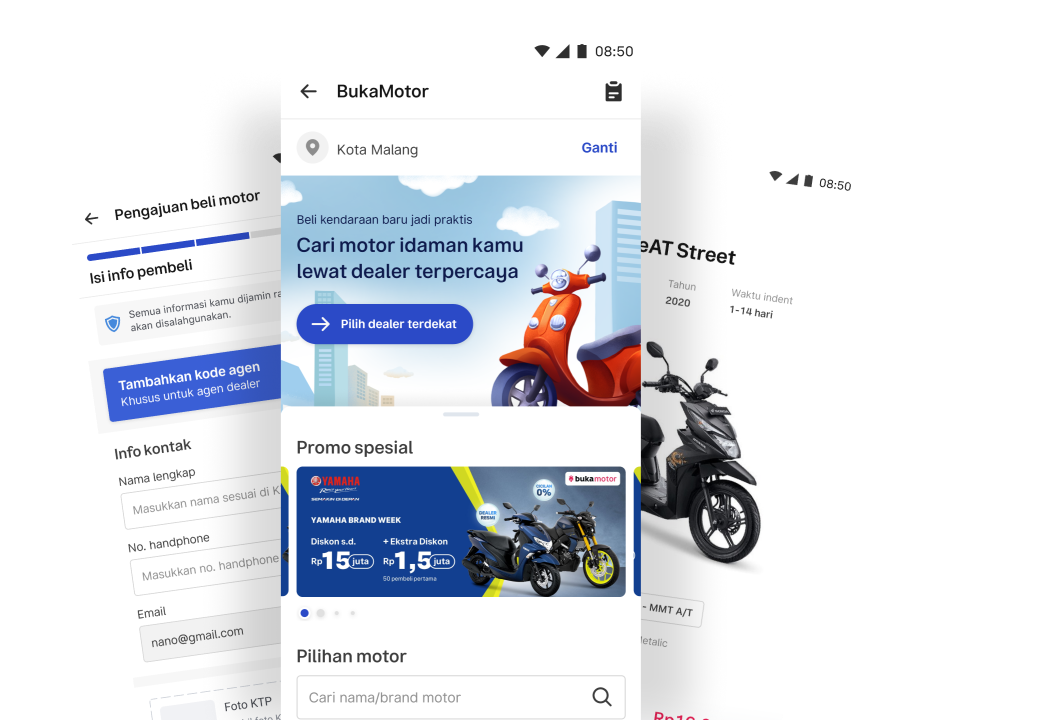 08:50
BukaMotor
Kota Malang
Ganti
Beli kendaraan baru jadi praktis
Cari motor idaman kamu
lewat dealer terpercaya
Pilih dealer terdekat
Promo spesial
YAMAHA
SEMAKIN DI DEPAN
YAMAHA BRAND WEEK
Diskon s.d.
Rp 15 juta
+ Ekstra Diskon
Rp 1,5 juta
50 pembeli pertama
DEALER
RESMI
CICILAN
0%
bukamotor
Pilihan motor
Cari nama/brand motor
Pengajuan beli motor
Isi info pembeli
Semua informasi kamu dijamin
akan disalahgunakan.
Tambahkan kode agen
Khusus untuk agen dealer
Info kontak
Nama lengkap
Masukkan nama sesuai di K
No. handphone
Masukkan no. handphone
Email
nano@gmail.com
Foto KTP
08:50
eAT Street
Tahun
2020
Waktu indent
1-14 hari
- MMT A/T